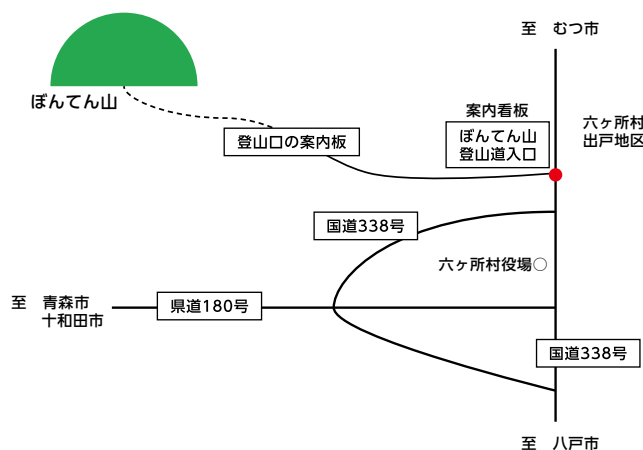 至 むつ市
ぼんてん山
案内看板
ぼんてん山
登山道入口
六ヶ所村
出戸地区
登山口の案内板
国道338号
六ヶ所村役場○
至 青森市
十和田市
県道180号
国道338号
至 八戸市